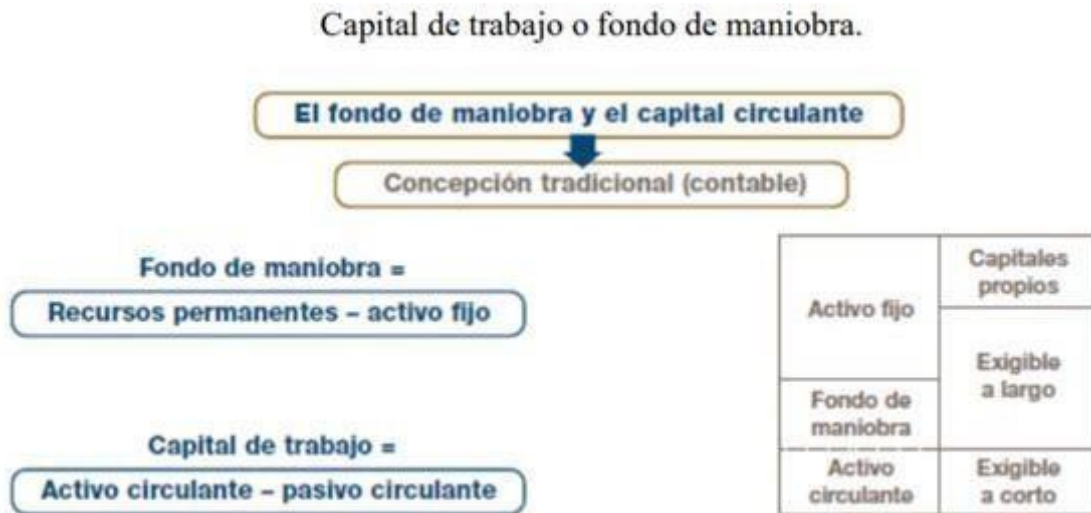 Capital de trabajo o fondo de maniobra.
El fondo de maniobra y el capital circulante
Concepción tradicional (contable)
Fondo de maniobra =
Recursos permanentes – activo fijo
Capital de trabajo =
Activo circulante – pasivo circulante
Activo fijo
Fondo de
maniobra
Activo
circulante
Capitales
propios
Exigible
a largo
Exigible
a corto